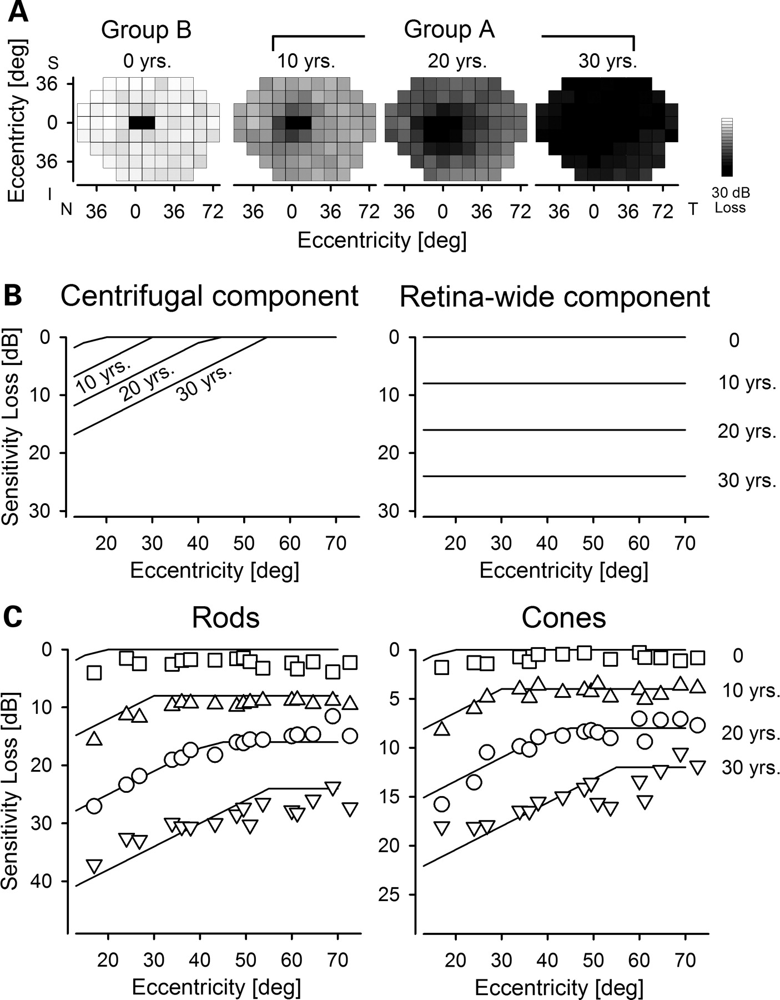 A
Group B
Group A
S
0 yrs.
10 yrs.
20 yrs.
30 yrs.
Eccentricty [deg]
36
0
36
I
N
36 0 36 72
36 0 36 72
36 0 36 72
36 0 36 72
T
30 dB
Loss
Eccentricity [deg]
B
Centrifugal component
Retina-wide component
Sensitivity Loss [dB]
0
10
20
30
10 yrs.
20 yrs.
30 yrs.
20 30 40 50 60 70
Eccentricity [deg]
0
10
20
30
0
10 yrs.
20 yrs.
30 yrs.
20 30 40 50 60 70
Eccentricity [deg]
C
Rods
Cones
Sensitivity Loss [dB]
0
10
20
30
40
20 30 40 50 60 70
Eccentricity [deg]
0
5
10
15
20
25
0
10 yrs.
20 yrs.
30 yrs.
20 30 40 50 60 70
Eccentricity [deg]